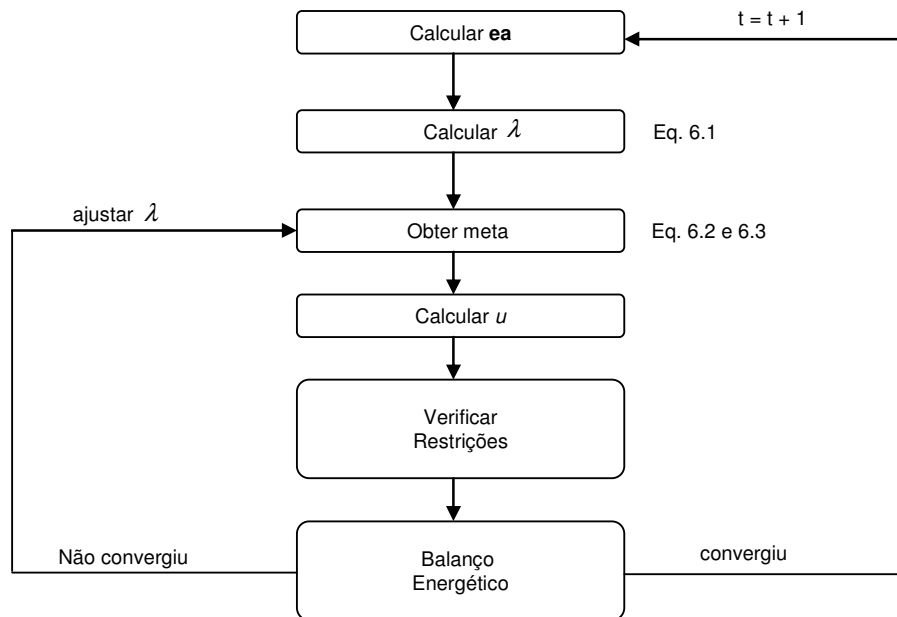 t = t + 1
Calcular ea
Calcular λ
Eq. 6.1
ajustar λ
Obter meta
Eq. 6.2 e 6.3
Calcular u
Verificar
Restrições
Não convergiu
Balanço
Energético
convergiu